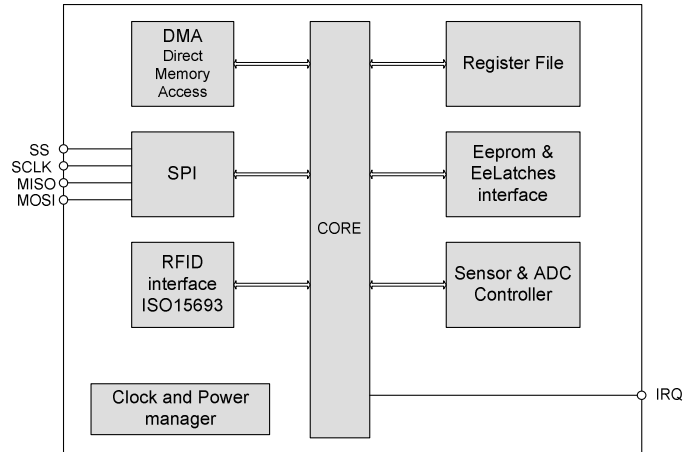 DMA
Direct
Memory
Access
Register File
SS
SCLK
MISO
MOSI
SPI
Eeprom &
EeLatches
interface
CORE
RFID
interface
ISO15693
Sensor & ADC
Controller
Clock and Power
manager
IRQ